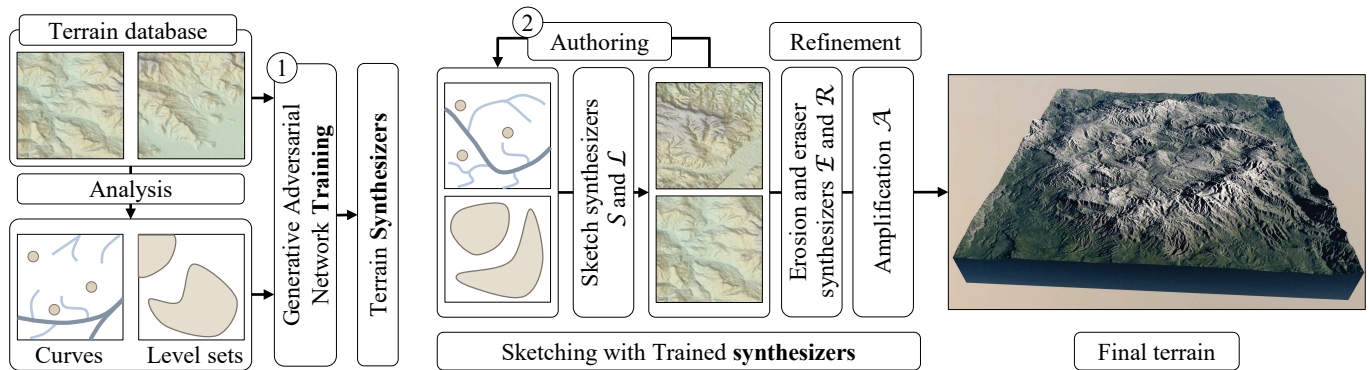 Terrain database
Analysis
Curves
Level sets
1
Generative Adversarial
Network Training
Terrain Synthesizers
2
Authoring
Refinement
Sketch synthesizers
S and L
Erosion and eraser
synthesizers E and R
Amplification A
Sketching with Trained synthesizers
Final terrain